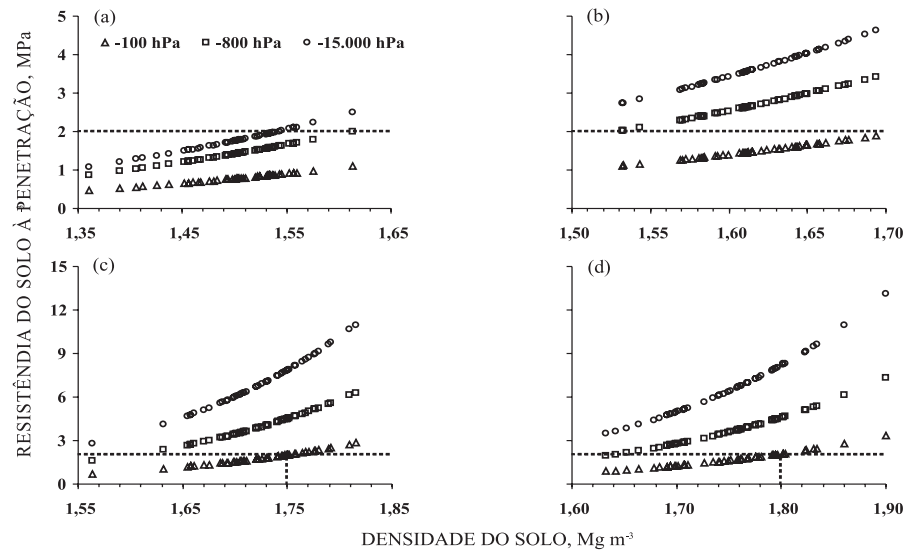 (a)
-100 hPa -800 hPa -15.000 hPa
5
4
3
2
1
0
1,35 1,45 1,55 1,65
(b)
1,50 1,55 1,60 1,65 1,70
(c)
15
12
9
6
3
0
1,55 1,65 1,75 1,85
(d)
1,60 1,70 1,80 1,90
RESISTÊNDIA DO SOLO À PENETRAÇÃO, MPa
DENSIDADE DO SOLO, Mg m⁻³